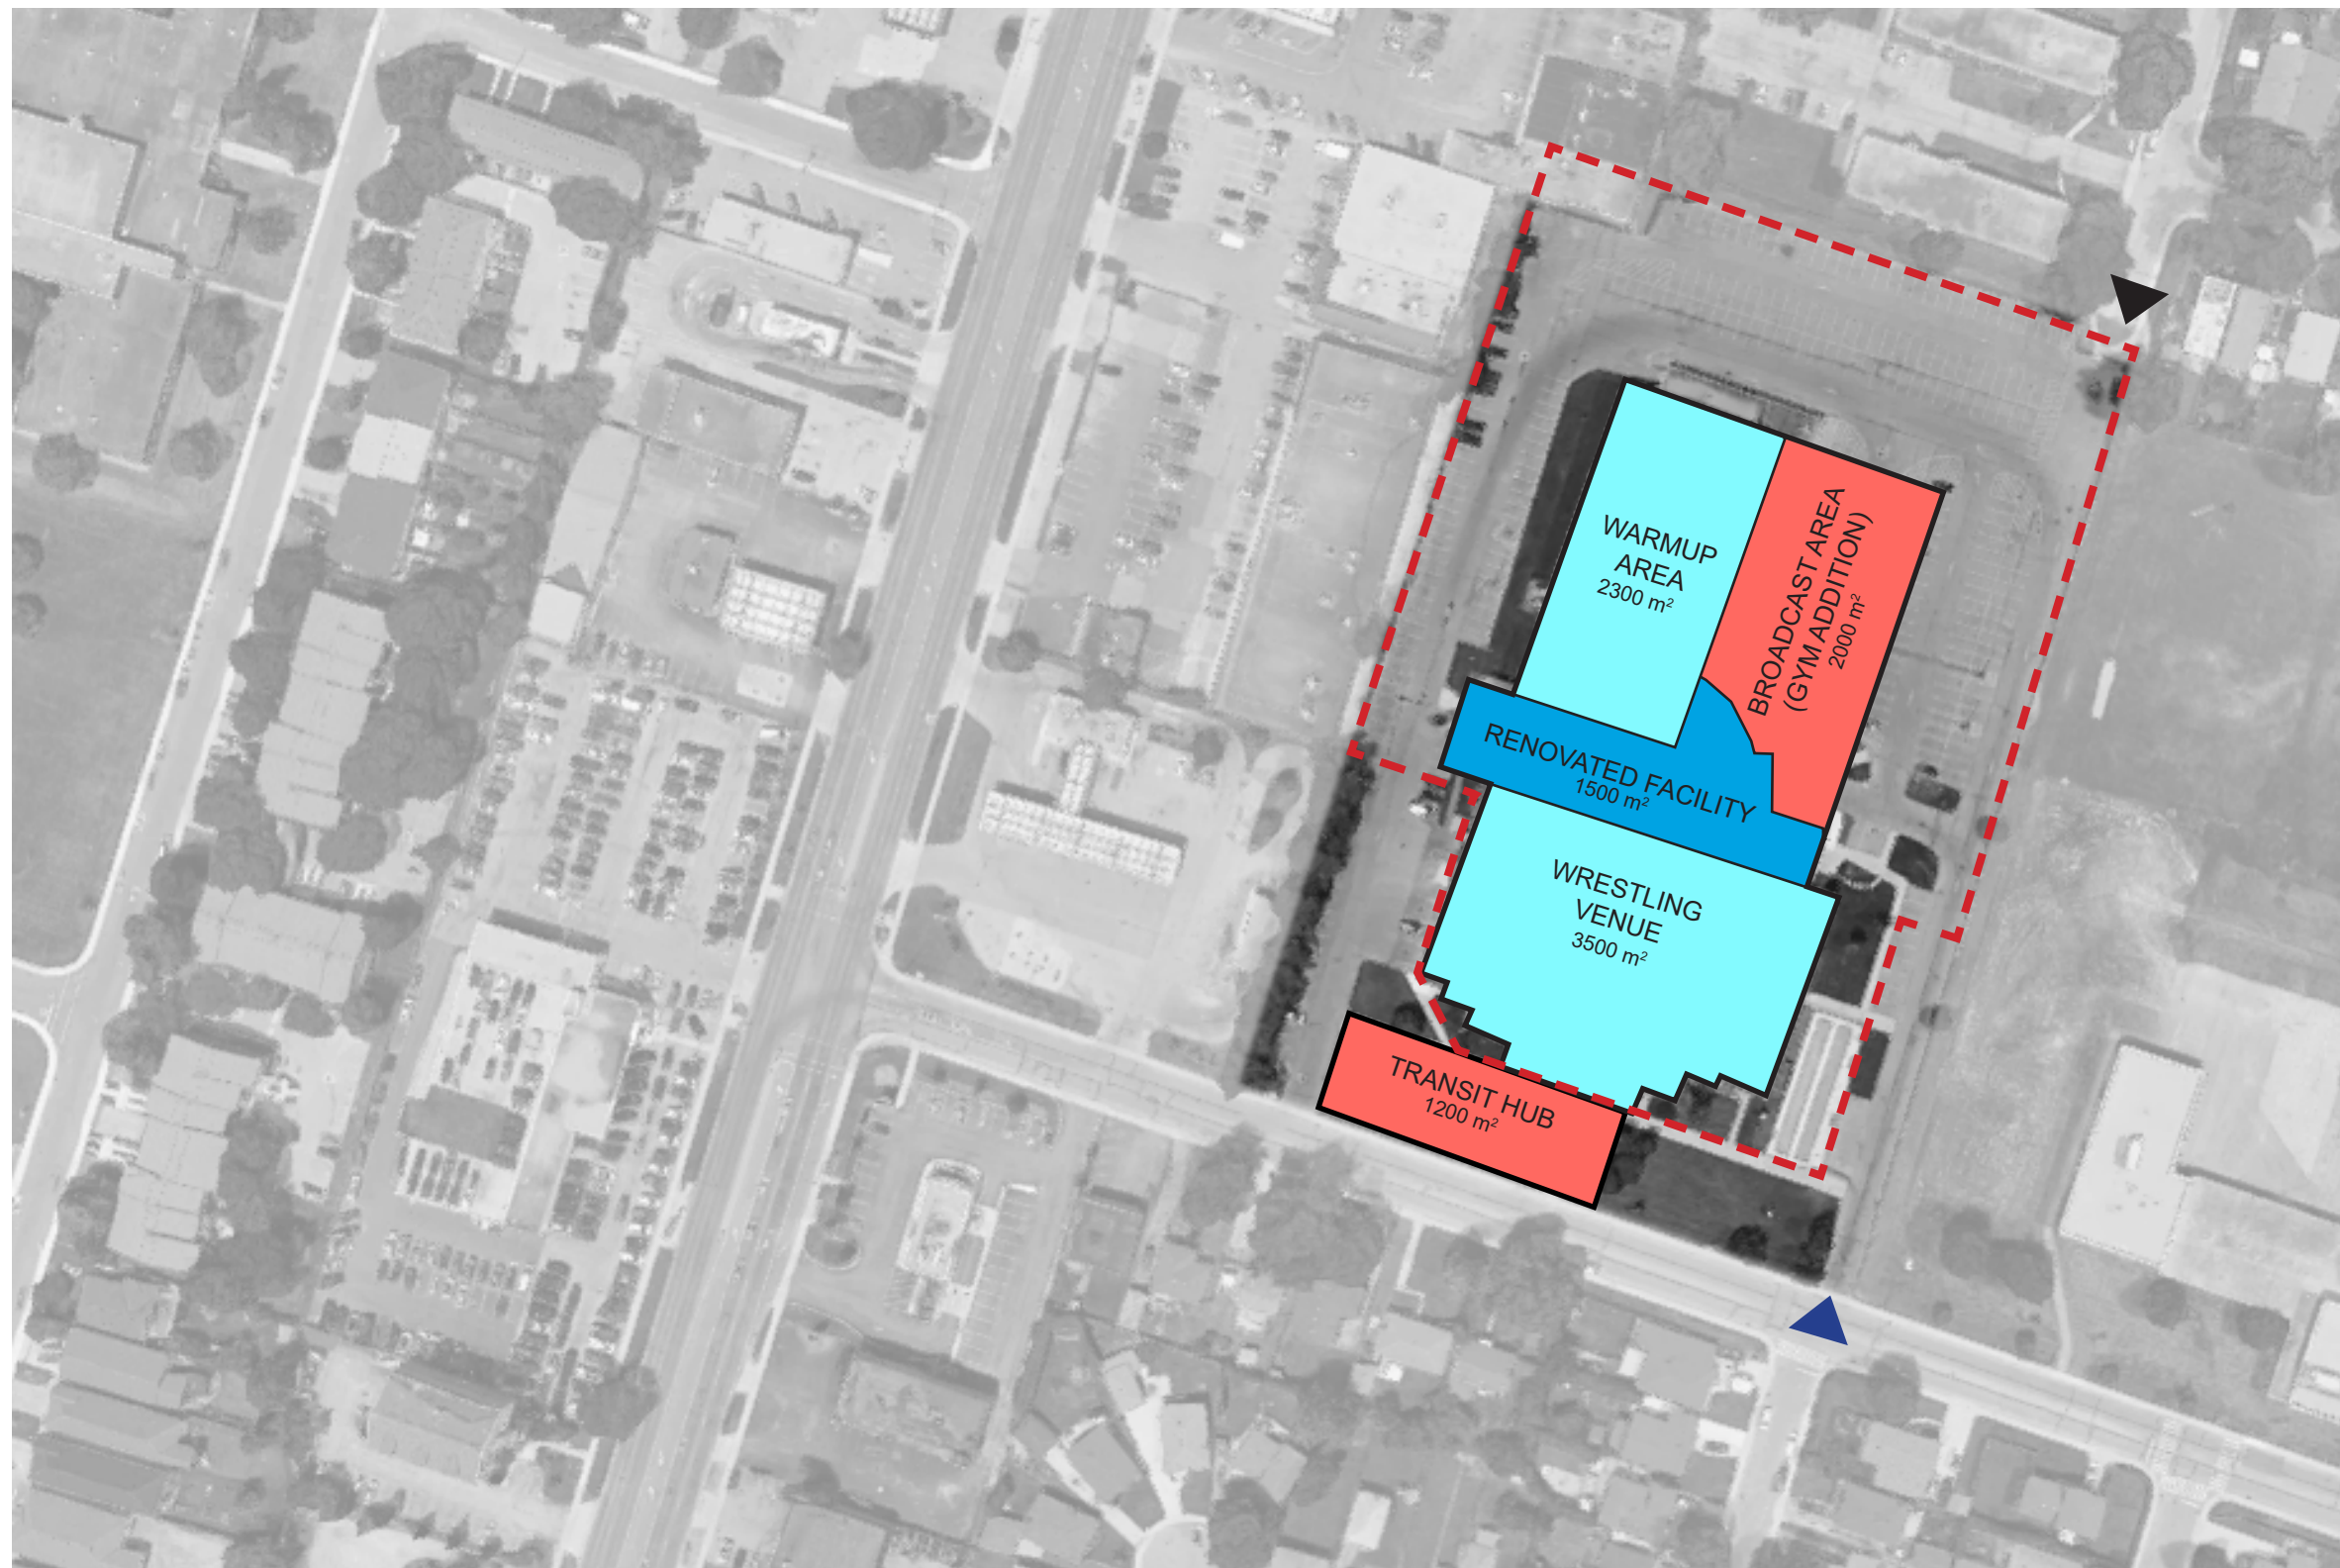 WARMUP
AREA
2300 m²
BROADCAST AREA
(GYM ADDITION)
2000 m²
RENOVATED FACILITY
1500 m²
WRESTLING
VENUE
3500 m²
TRANSIT HUB
1200 m²